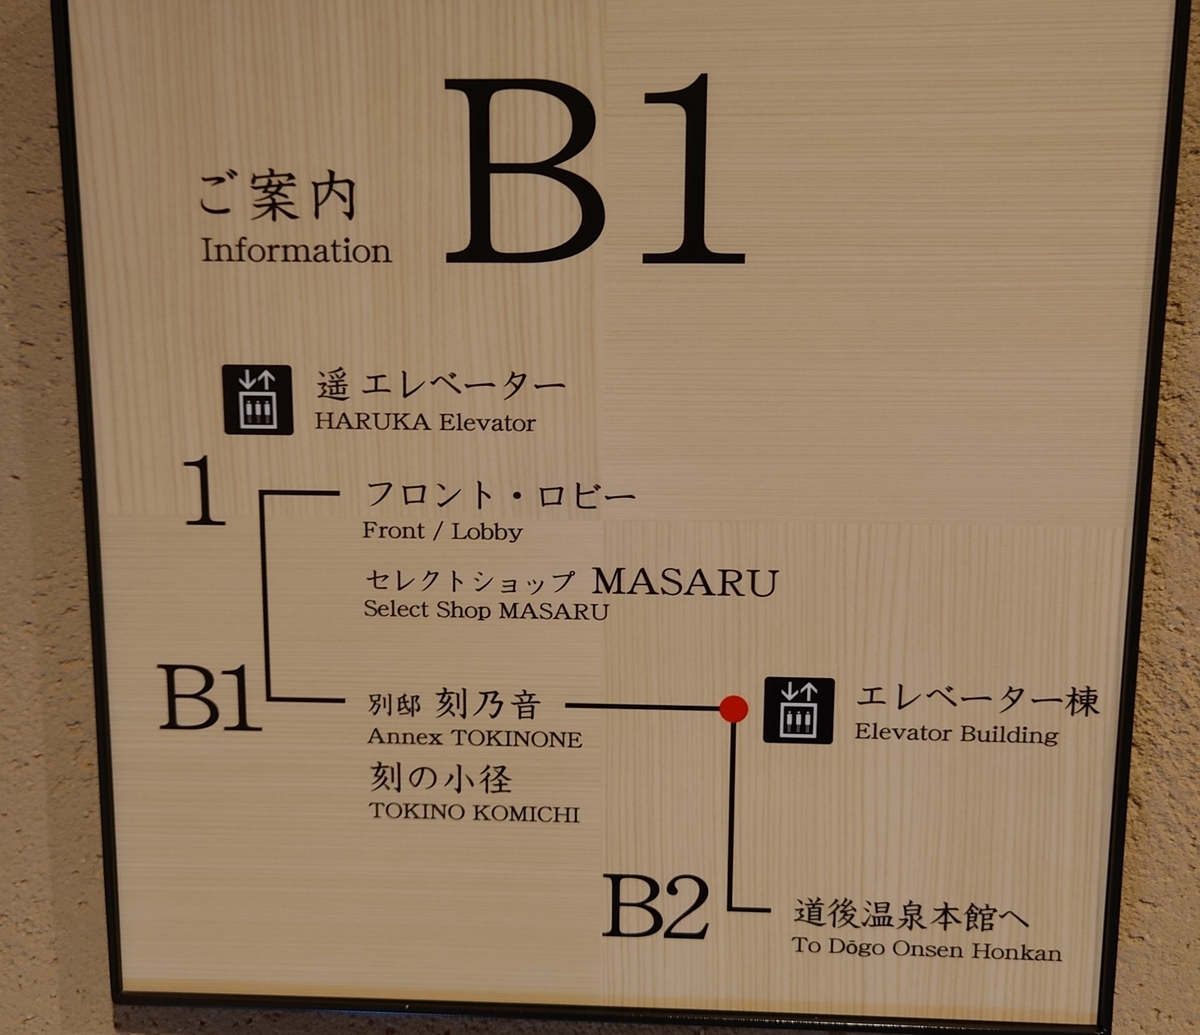 B1
ご案内
Information
遥 エレベーター
HARUKA Elevator
1
フロント・ロビー
Front / Lobby
セレクトショップ MASARU
Select Shop MASARU
B1
別邸 刻乃音
Annex TOKINONE
刻の小径
TOKINO KOMICHI
エレベーター棟
Elevator Building
B2
道後温泉本館へ
To Dōgo Onsen Honkan